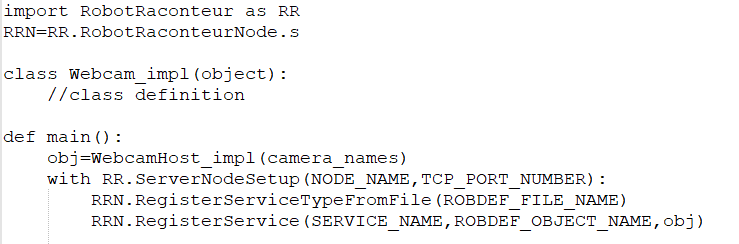 import RobotRaconteur as RR
RRN=RR.RobotRaconteurNode.s
class Webcam_impl(object):
//class definition
def main():
obj=WebcamHost_impl(camera_names)
with RR.ServerNodeSetup(NODE_NAME,TCP_PORT_NUMBER):
RRN.RegisterServiceTypeFromFile(ROBDEF_FILE_NAME)
RRN.RegisterService(SERVICE_NAME,ROBDEF_OBJECT_NAME,obj)